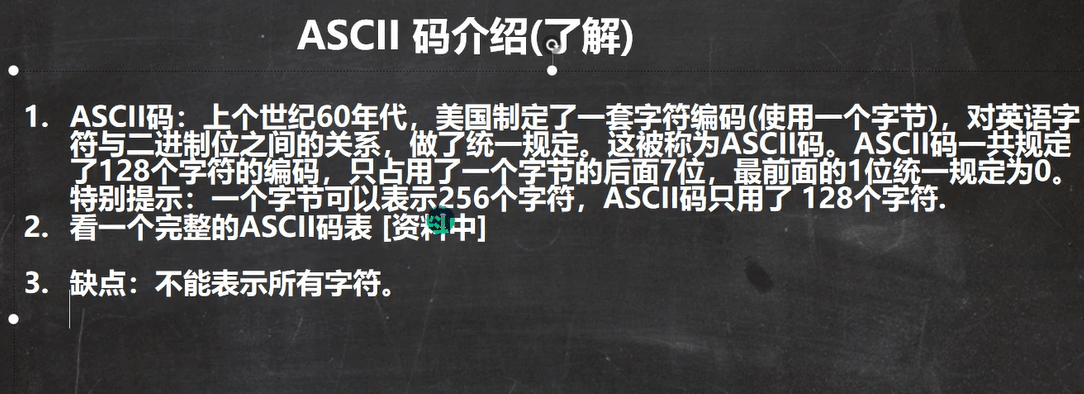 ASCII 码介绍(了解)
1. ASCII码：上个世纪60年代，美国制定了一套字符编码(使用一个字节)，对英语字
符与二进制位之间的关系，做了统一规定。这被称为ASCII码。ASCII码一共规定
了128个字符的编码，只占用了一个字节的后面7位，最前面的1位统一规定为0。
特别提示：一个字节可以表示256个字符，ASCII码只用了 128个字符.
2. 看一个完整的ASCII码表 [资料中]
3. 缺点：不能表示所有字符。